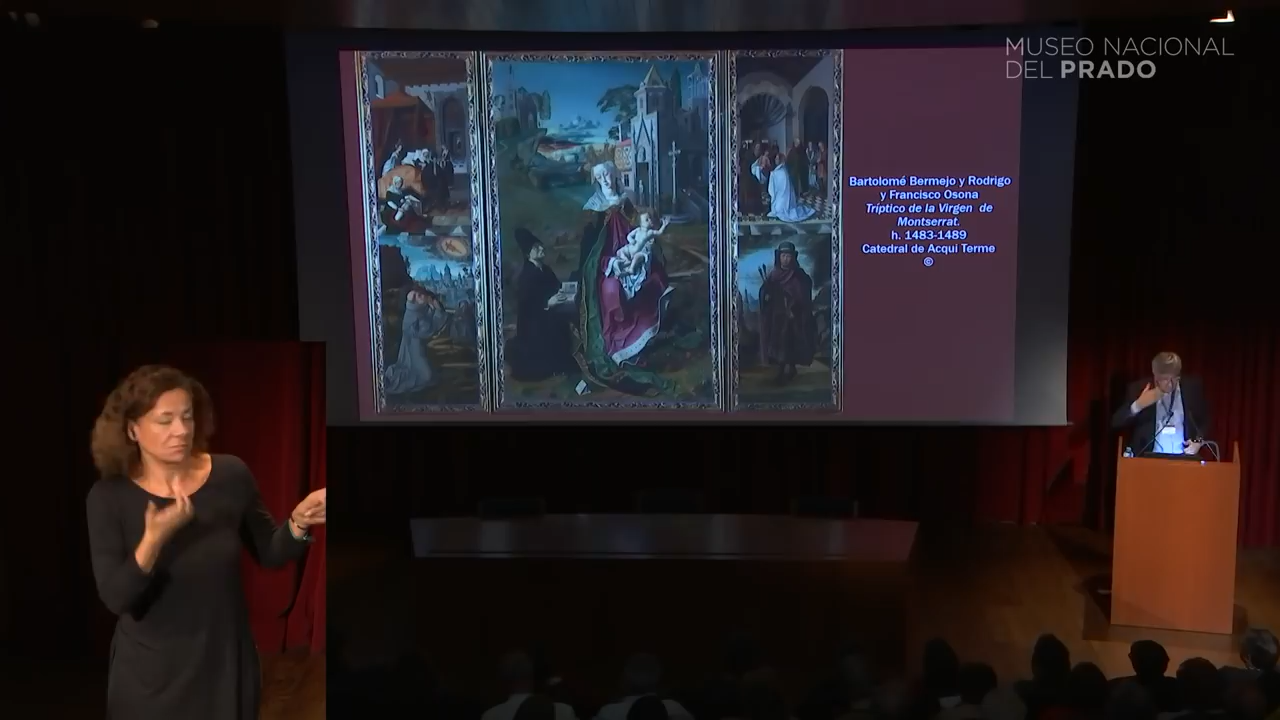 MUSEO NACIONAL
DEL PRADO
Bartolomé Bermejo y Rodrigo
y Francisco Osona
Tríptico de la Virgen de
Montserrat.
h. 1483-1489
Catedral de Acqui Terme
©